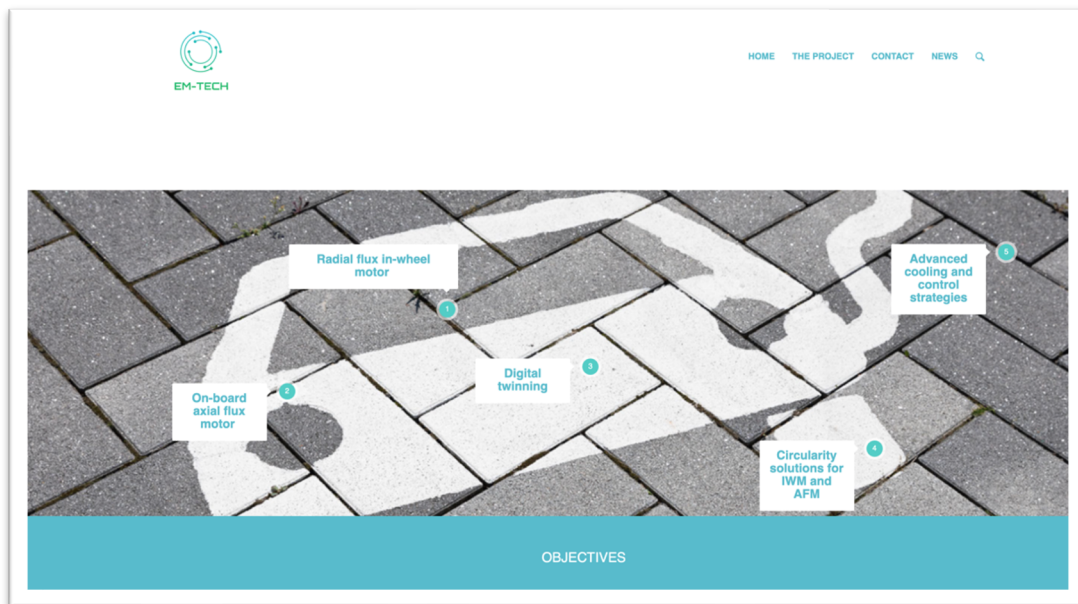 EM-TECH
HOME THE PROJECT CONTACT NEWS
Radial flux in-wheel
motor
1
On-board
axial flux
motor
2
Digital
twinning
3
Circularity
solutions for
IWM and
AFM
4
Advanced
cooling and
control
strategies
5
OBJECTIVES